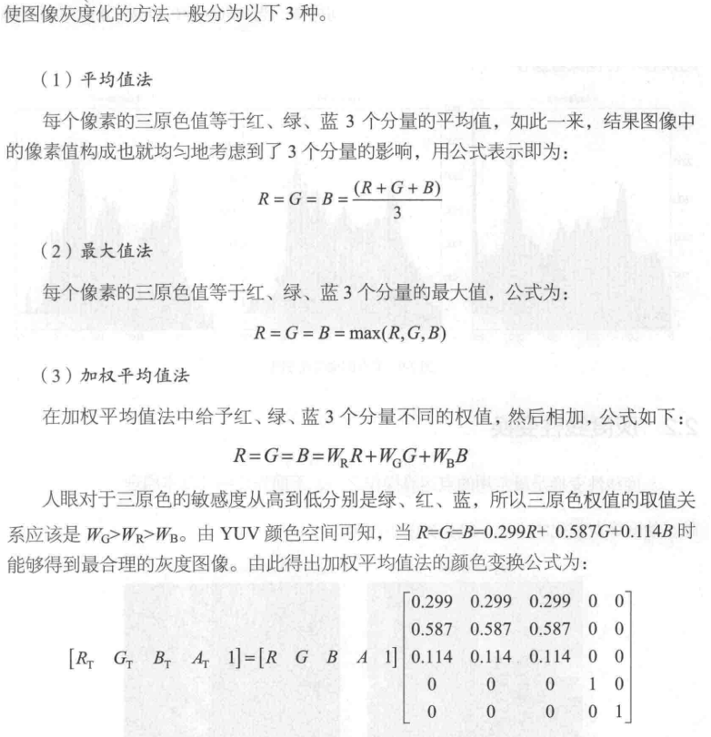 使图像灰度化的方法一般分为以下 3 种。
（1）平均值法
每个像素的三原色值等于红、绿、蓝 3 个分量的平均值，如此一来，结果图像中
的像素值构成也就均匀地考虑到了 3 个分量的影响，用公式表示即为：
R = G = B = (R + G + B) / 3
（2）最大值法
每个像素的三原色值等于红、绿、蓝 3 个分量的最大值，公式为：
R = G = B = max(R, G, B)
（3）加权平均值法
在加权平均值法中给予红、绿、蓝 3 个分量不同的权值，然后相加，公式如下：
R=G=B=W_R R+W_G G+W_B B
人眼对于三原色的敏感度从高到低分别是绿、红、蓝，所以三原色权值的取值关
系应该是 W_G>W_R>W_B。由 YUV 颜色空间可知，当 R=G=B=0.299R+ 0.587G+0.114B 时
能够得到最合理的灰度图像。由此得出加权平均值法的颜色变换公式为：
0.299 0.299 0.299 0 0
0.587 0.587 0.587 0 0
[R_T G_T B_T A_T 1]=[R G B A 1] 0.114 0.114 0.114 0 0
0 0 0 1 0
0 0 0 0 1